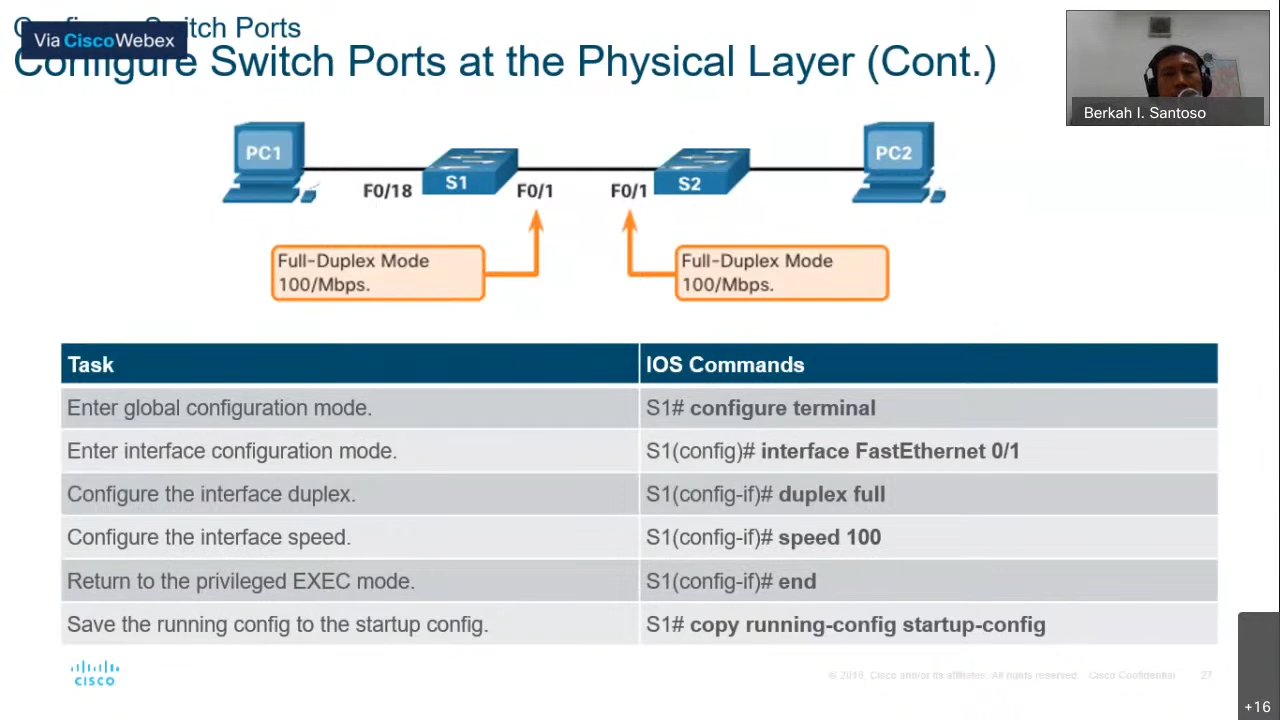 Configure Switch Ports
Via CiscoWebex
Configure Switch Ports at the Physical Layer (Cont.)
Berkah I. Santoso
PC1
S1
S2
PC2
F0/18
F0/1
F0/1
Full-Duplex Mode
100/Mbps.
Full-Duplex Mode
100/Mbps.
Task IOS Commands
Enter global configuration mode. S1# configure terminal
Enter interface configuration mode. S1(config)# interface FastEthernet 0/1
Configure the interface duplex. S1(config-if)# duplex full
Configure the interface speed. S1(config-if)# speed 100
Return to the privileged EXEC mode. S1(config-if)# end
Save the running config to the startup config. S1# copy running-config startup-config
CISCO
© 2016, Cisco and/or its affiliates. All rights reserved. Cisco Confidential 27
+16